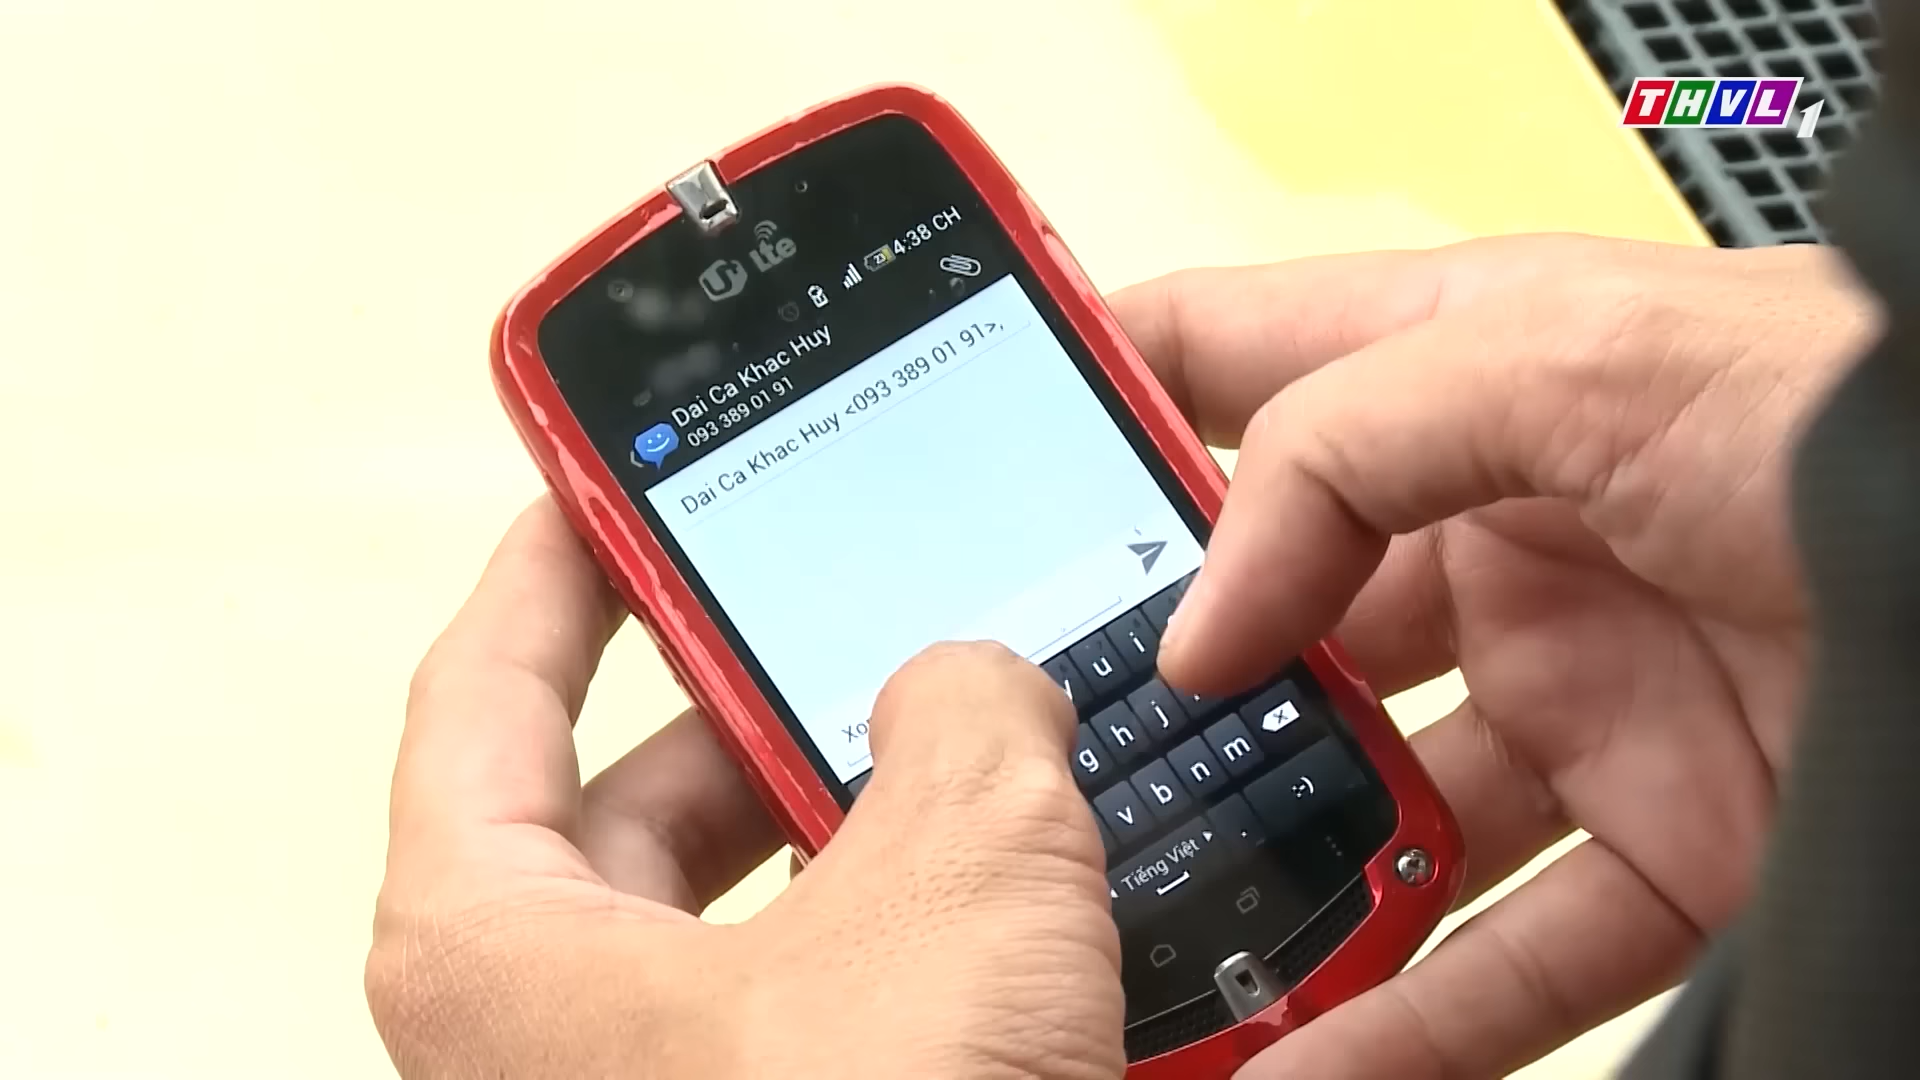 THVL1
U+ Lte
23 4:38 CH
Dai Ca Khac Huy
093 389 01 91
Dai Ca Khac Huy <093 389 01 91>,
u i
g h j
v b n m
Tiếng Việt . :-)